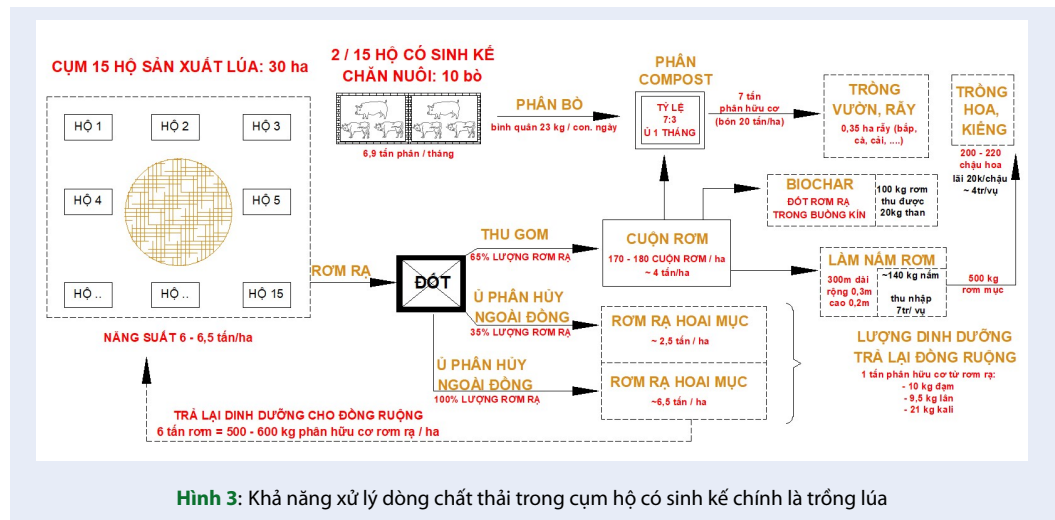 CỤM 15 HỘ SẢN XUẤT LÚA: 30 ha
HỘ 1
HỘ 2
HỘ 3
HỘ 4
HỘ 5
HỘ ..
HỘ ..
HỘ 15
NĂNG SUẤT 6 - 6,5 tấn/ha
2 / 15 HỘ CÓ SINH KẾ
CHĂN NUÔI: 10 bò
6,9 tấn phân / tháng
PHÂN BÒ
bình quân 23 kg / con. ngày
PHÂN
COMPOST
TỶ LỆ
7:3
Ủ 1 THÁNG
7 tấn
phân hữu cơ
(bón 20 tấn/ha)
TRỒNG
VƯỜN, RẪY
0,35 ha rẫy (bắp,
cà, cải, ....)
TRỒNG
HOA,
KIỂNG
200 - 220
chậu hoa
lãi 20k/chậu
~ 4tr/vụ
RƠM RẠ
ĐỐT
THU GOM
65% LƯỢNG RƠM RẠ
CUỘN RƠM
170 - 180 CUỘN RƠM / ha
~ 4 tấn/ha
BIOCHAR
ĐỐT RƠM RẠ
TRONG BUỒNG KÍN
100 kg rơm
thu được
20kg than
LÀM NẤM RƠM
300m dài
rộng 0,3m
cao 0,2m
~140 kg nấm
thu nhập
7tr/ vụ
500 kg
rơm mục
Ủ PHÂN HỦY
NGOÀI ĐỒNG
35% LƯỢNG RƠM RẠ
RƠM RẠ HOAI MỤC
~ 2,5 tấn / ha
Ủ PHÂN HỦY
NGOÀI ĐỒNG
100% LƯỢNG RƠM RẠ
RƠM RẠ HOAI MỤC
~6,5 tấn / ha
LƯỢNG DINH DƯỠNG
TRẢ LẠI ĐỒNG RUỘNG
1 tấn phân hữu cơ từ rơm rạ:
- 10 kg đạm
- 9,5 kg lân
- 21 kg kali
TRẢ LẠI DINH DƯỠNG CHO ĐỒNG RUỘNG
6 tấn rơm = 500 - 600 kg phân hữu cơ rơm rạ / ha
Hình 3: Khả năng xử lý dòng chất thải trong cụm hộ có sinh kế chính là trồng lúa